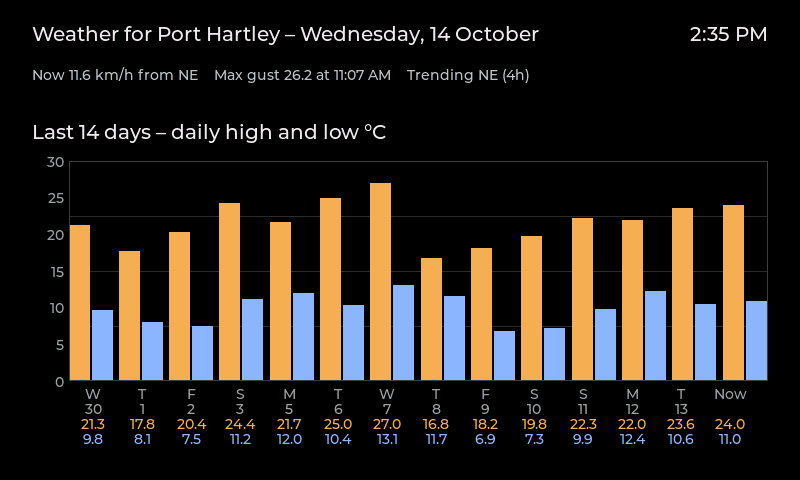 Weather for Port Hartley – Wednesday, 14 October
2:35 PM
Now 11.6 km/h from NE Max gust 26.2 at 11:07 AM Trending NE (4h)
Last 14 days – daily high and low °C
30
25
20
15
10
5
0
W T F S M T W T F S S M T Now
30 1 2 3 5 6 7 8 9 10 11 12 13
21.3 17.8 20.4 24.4 21.7 25.0 27.0 16.8 18.2 19.8 22.3 22.0 23.6 24.0
9.8 8.1 7.5 11.2 12.0 10.4 13.1 11.7 6.9 7.3 9.9 12.4 10.6 11.0